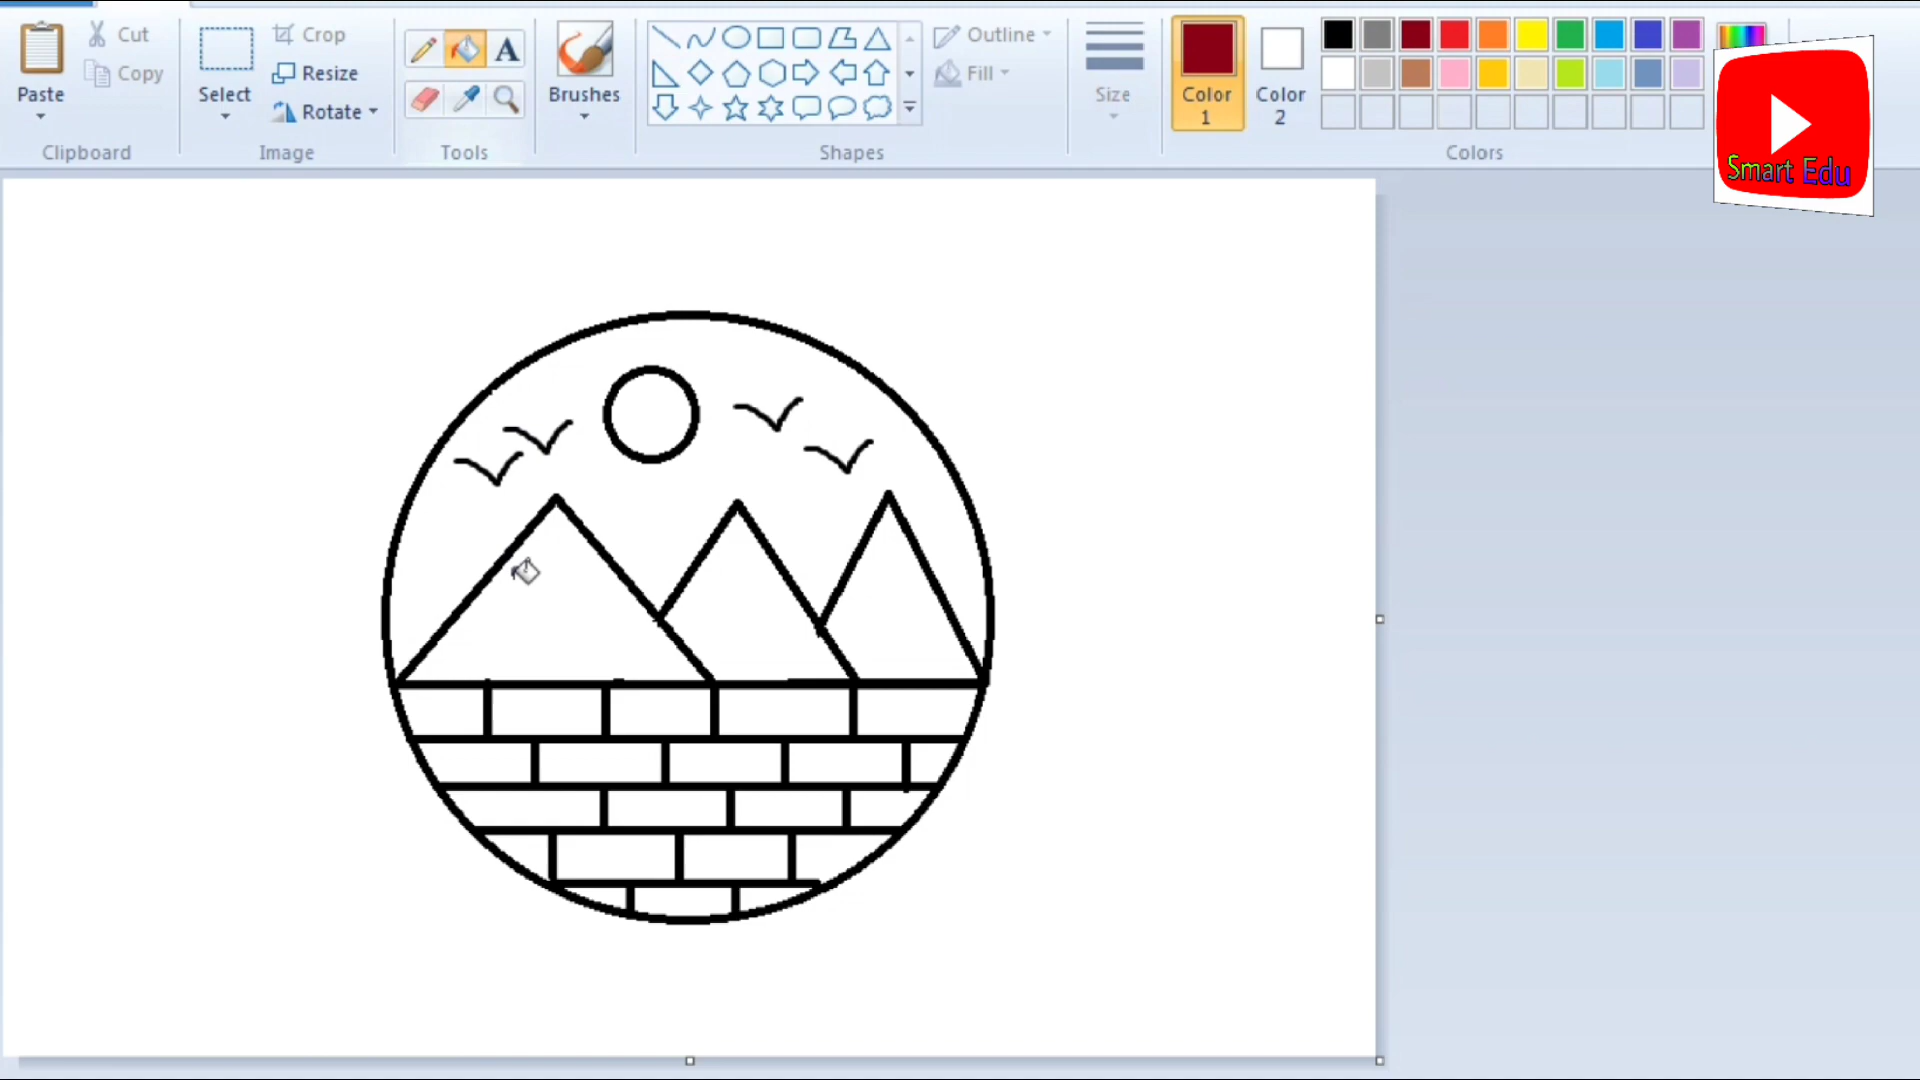 Paste
Cut
Copy
Clipboard
Select
Crop
Resize
Rotate
Image
A
Tools
Brushes
Shapes
Outline
Fill
Size
Color
1
Color
2
Colors
Smart Edu